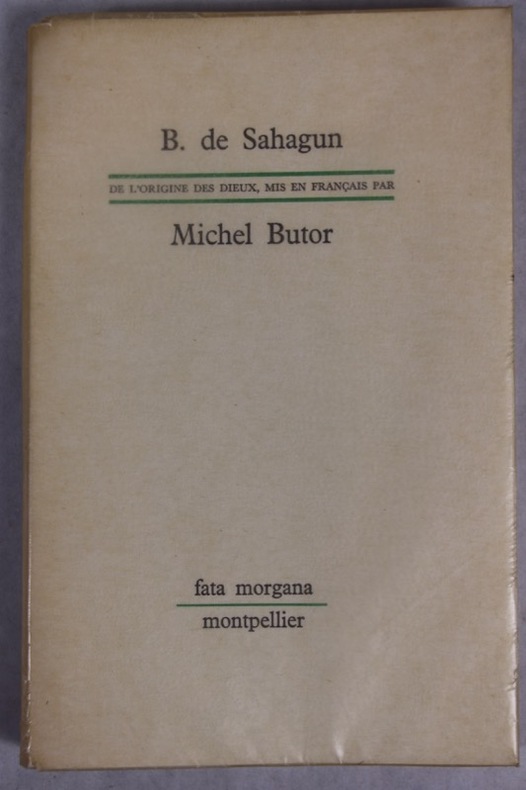 B. de Sahagun
DE L'ORIGINE DES DIEUX, MIS EN FRANÇAIS PAR
Michel Butor
fata morgana
montpellier